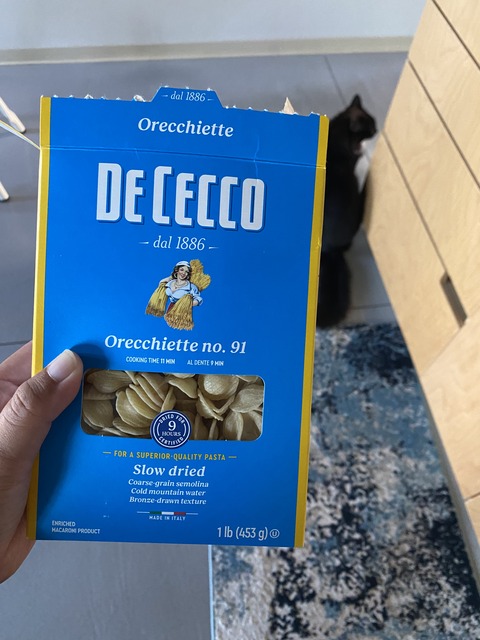 dal 1886
Orecchiette
DE CECCO
dal 1886
Orecchiette no. 91
COOKING TIME 11 MIN AL DENTE 9 MIN
DRIED FOR
9
HOURS
CERTIFIED
FOR A SUPERIOR-QUALITY PASTA
Slow dried
Coarse-grain semolina
Cold mountain water
Bronze-drawn texture
MADE IN ITALY
ENRICHED
MACARONI PRODUCT
1 lb (453 g) U